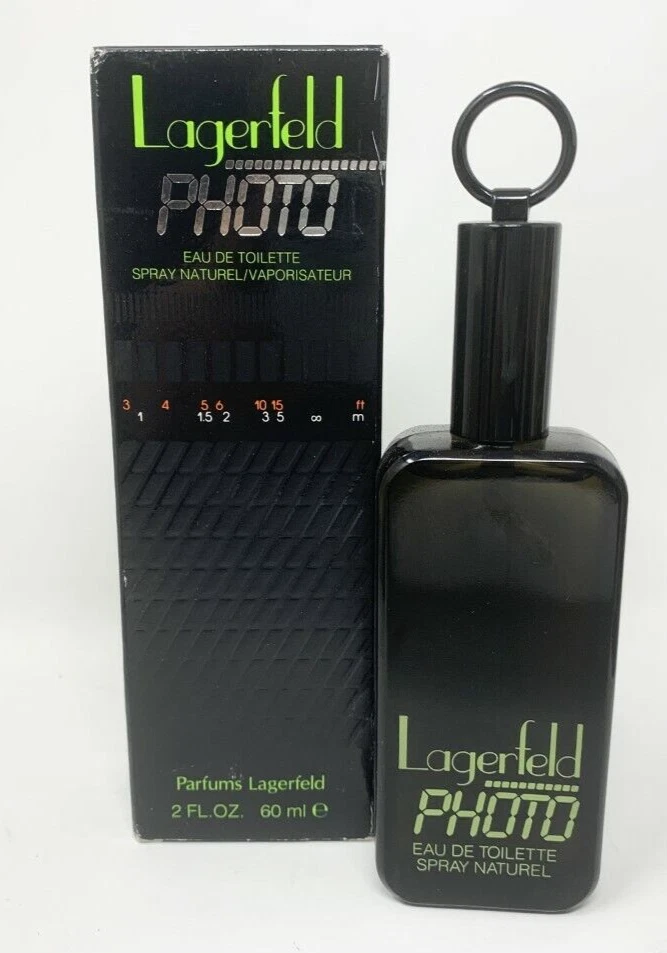 Lagerfeld
PHOTO
EAU DE TOILETTE
SPRAY NATUREL/VAPORISATEUR
3 4 5 6 10 15 ft
1 1.5 2 3 5 ∞ m
Parfums Lagerfeld
2 FL.OZ. 60 ml ℮
Lagerfeld
PHOTO
EAU DE TOILETTE
SPRAY NATUREL